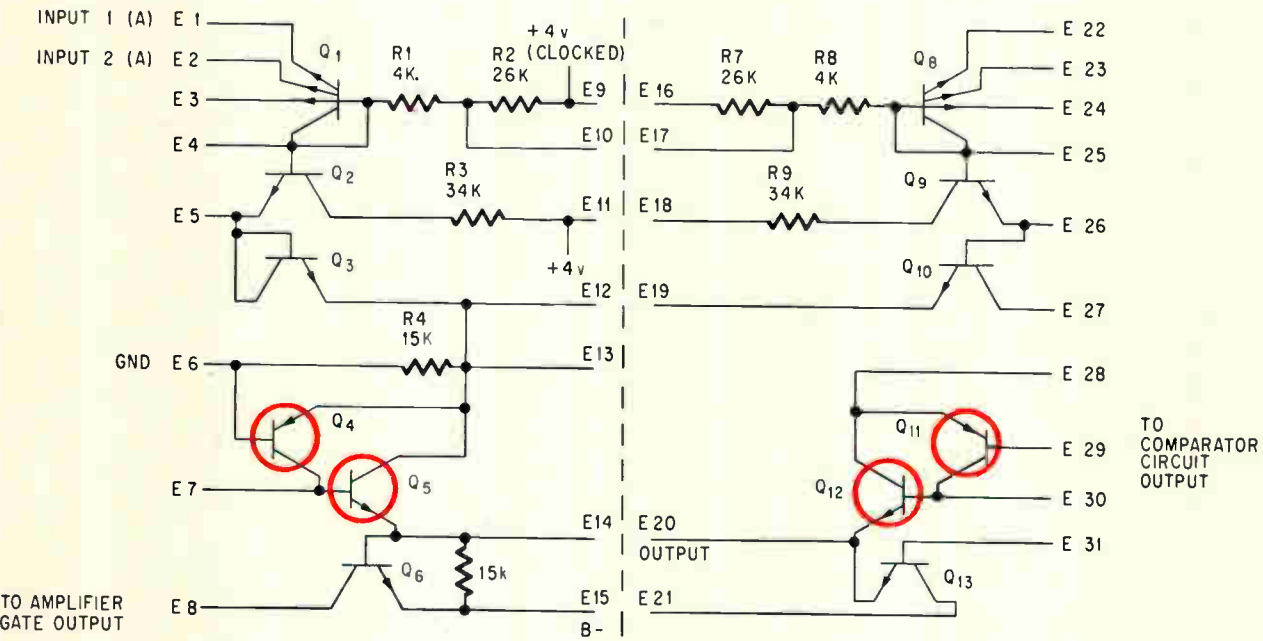 INPUT 1 (A) E 1
INPUT 2 (A) E 2
E 3
E 4
E 5
GND E 6
E 7
TO AMPLIFIER
GATE OUTPUT
E 8
Q1
R1
4K.
R2
26K
+4v
(CLOCKED)
E9
E10
Q2
R3
34K
E11
+4v
Q3
E12
R4
15K
E13
Q4
Q5
E14
Q6
15k
E15
B-
E 16
E 17
R7
26K
R8
4K
Q8
E 22
E 23
E 24
E 25
Q9
R9
34K
E 18
E 26
Q10
E 19
E 27
E 28
Q11
E 29
TO
COMPARATOR
CIRCUIT
OUTPUT
Q12
E 30
E 20
OUTPUT
E 31
Q13
E 21